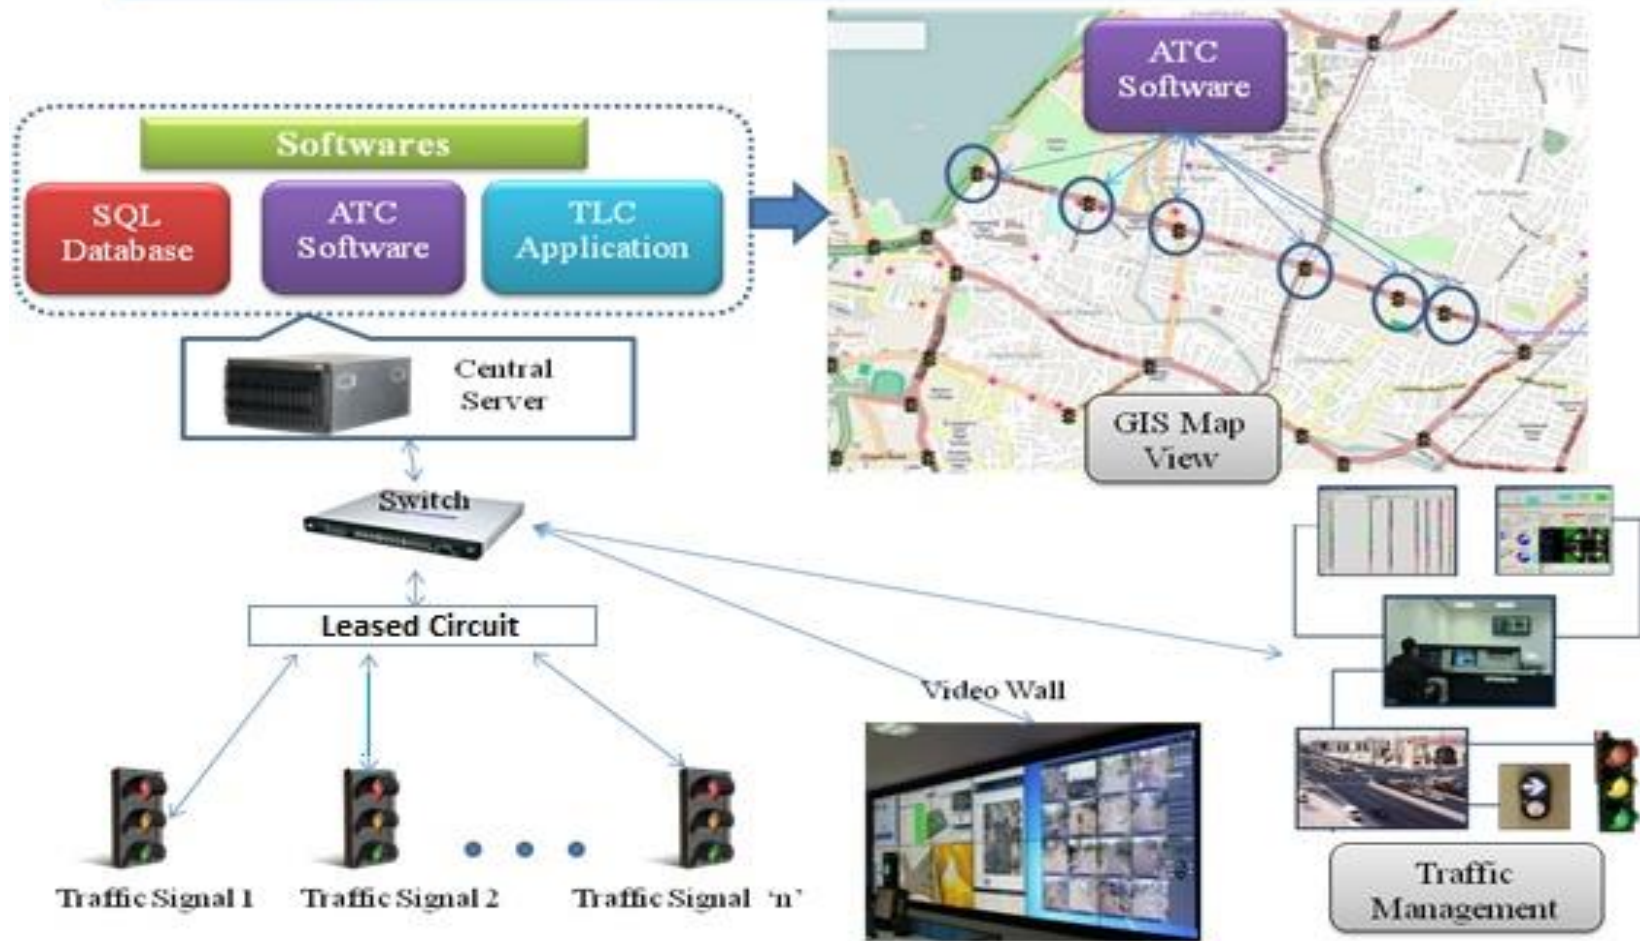 ATC
Software
Softwares
SQL
Database
ATC
Software
TLC
Application
Central
Server
GIS Map
View
Switch
Leased Circuit
Video Wall
Traffic Signal 1
Traffic Signal 2
Traffic Signal 'n'
Traffic
Management